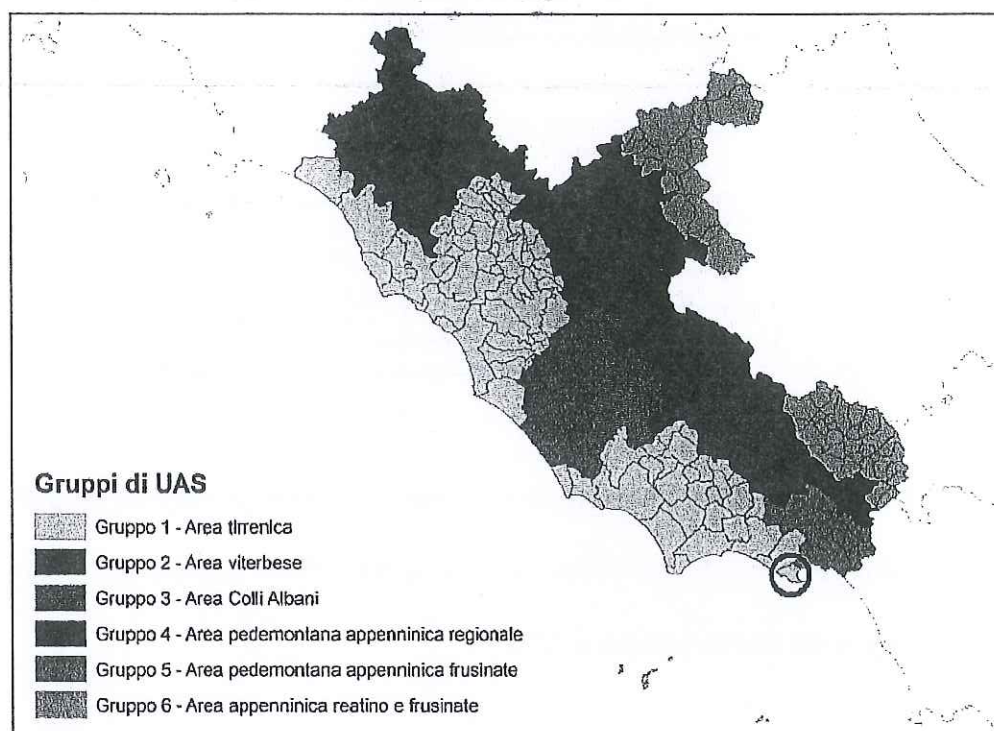 Gruppi di UAS
Gruppo 1 - Area tirrenica
Gruppo 2 - Area viterbese
Gruppo 3 - Area Colli Albani
Gruppo 4 - Area pedemontana appenninica regionale
Gruppo 5 - Area pedemontana appenninica frusinate
Gruppo 6 - Area appenninica reatino e frusinate